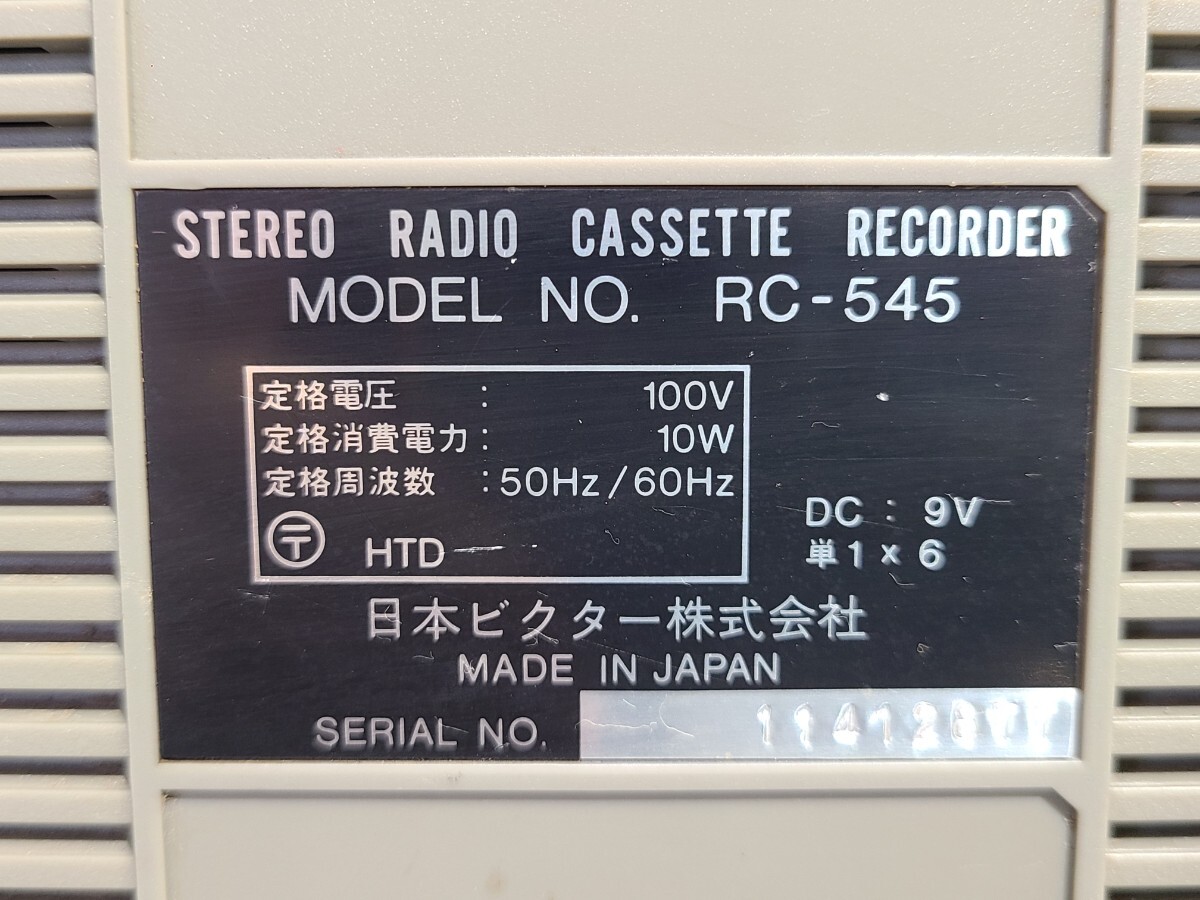 STEREO RADIO CASSETTE RECORDER
MODEL NO. RC-545
定格電圧 : 100V
定格消費電力 : 10W
定格周波数 : 50Hz/60Hz
〶 HTD
DC : 9V
単1×6
日本ビクター株式会社
MADE IN JAPAN
SERIAL NO.